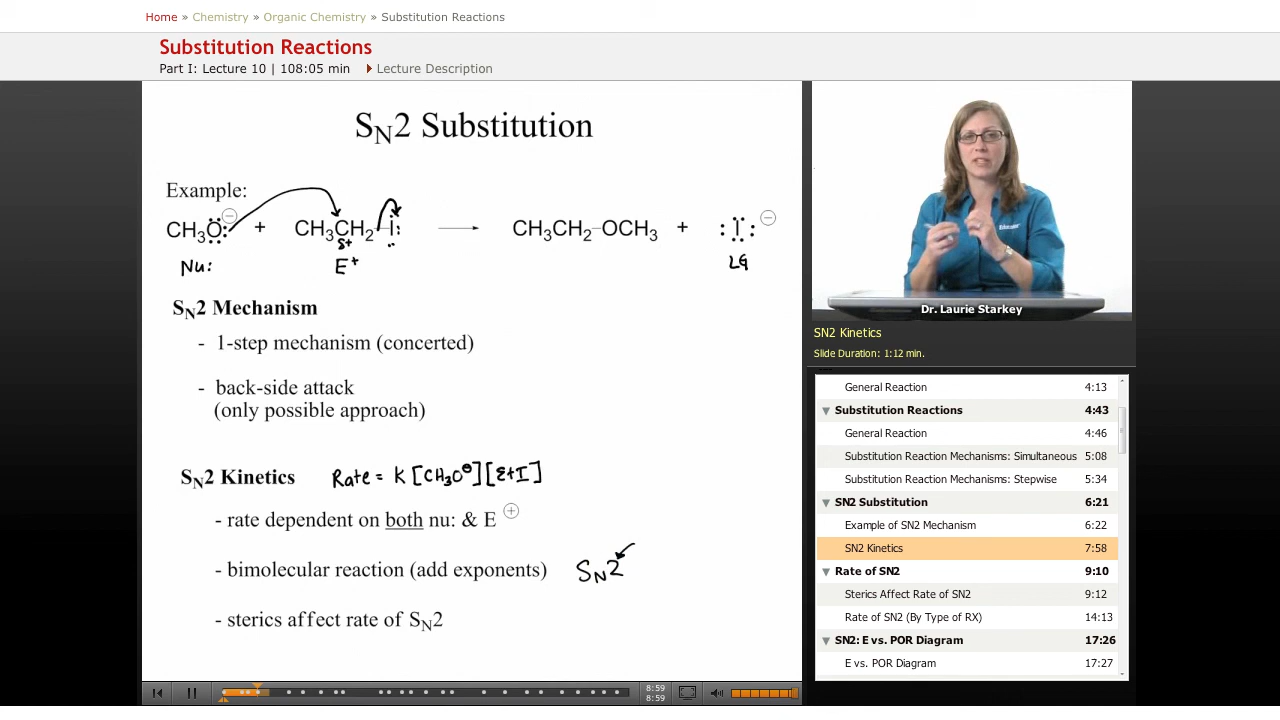 Home » Chemistry » Organic Chemistry » Substitution Reactions
Substitution Reactions
Part I: Lecture 10 | 108:05 min Lecture Description
SN2 Substitution
Example:
CH3O:⊖ + CH3CH2–I: → CH3CH2–OCH3 + :I:⊖
δ+
Nu: E+ LG
SN2 Mechanism
- 1-step mechanism (concerted)
- back-side attack
(only possible approach)
SN2 Kinetics Rate = K [CH3O⊖][EtI]
- rate dependent on both nu: & E⊕
- bimolecular reaction (add exponents) SN2
- sterics affect rate of SN2
Educator
Dr. Laurie Starkey
SN2 Kinetics
Slide Duration: 1:12 min.
General Reaction 4:13
Substitution Reactions 4:43
General Reaction 4:46
Substitution Reaction Mechanisms: Simultaneous 5:08
Substitution Reaction Mechanisms: Stepwise 5:34
SN2 Substitution 6:21
Example of SN2 Mechanism 6:22
SN2 Kinetics 7:58
Rate of SN2 9:10
Sterics Affect Rate of SN2 9:12
Rate of SN2 (By Type of RX) 14:13
SN2: E vs. POR Diagram 17:26
E vs. POR Diagram 17:27
8:59
8:59